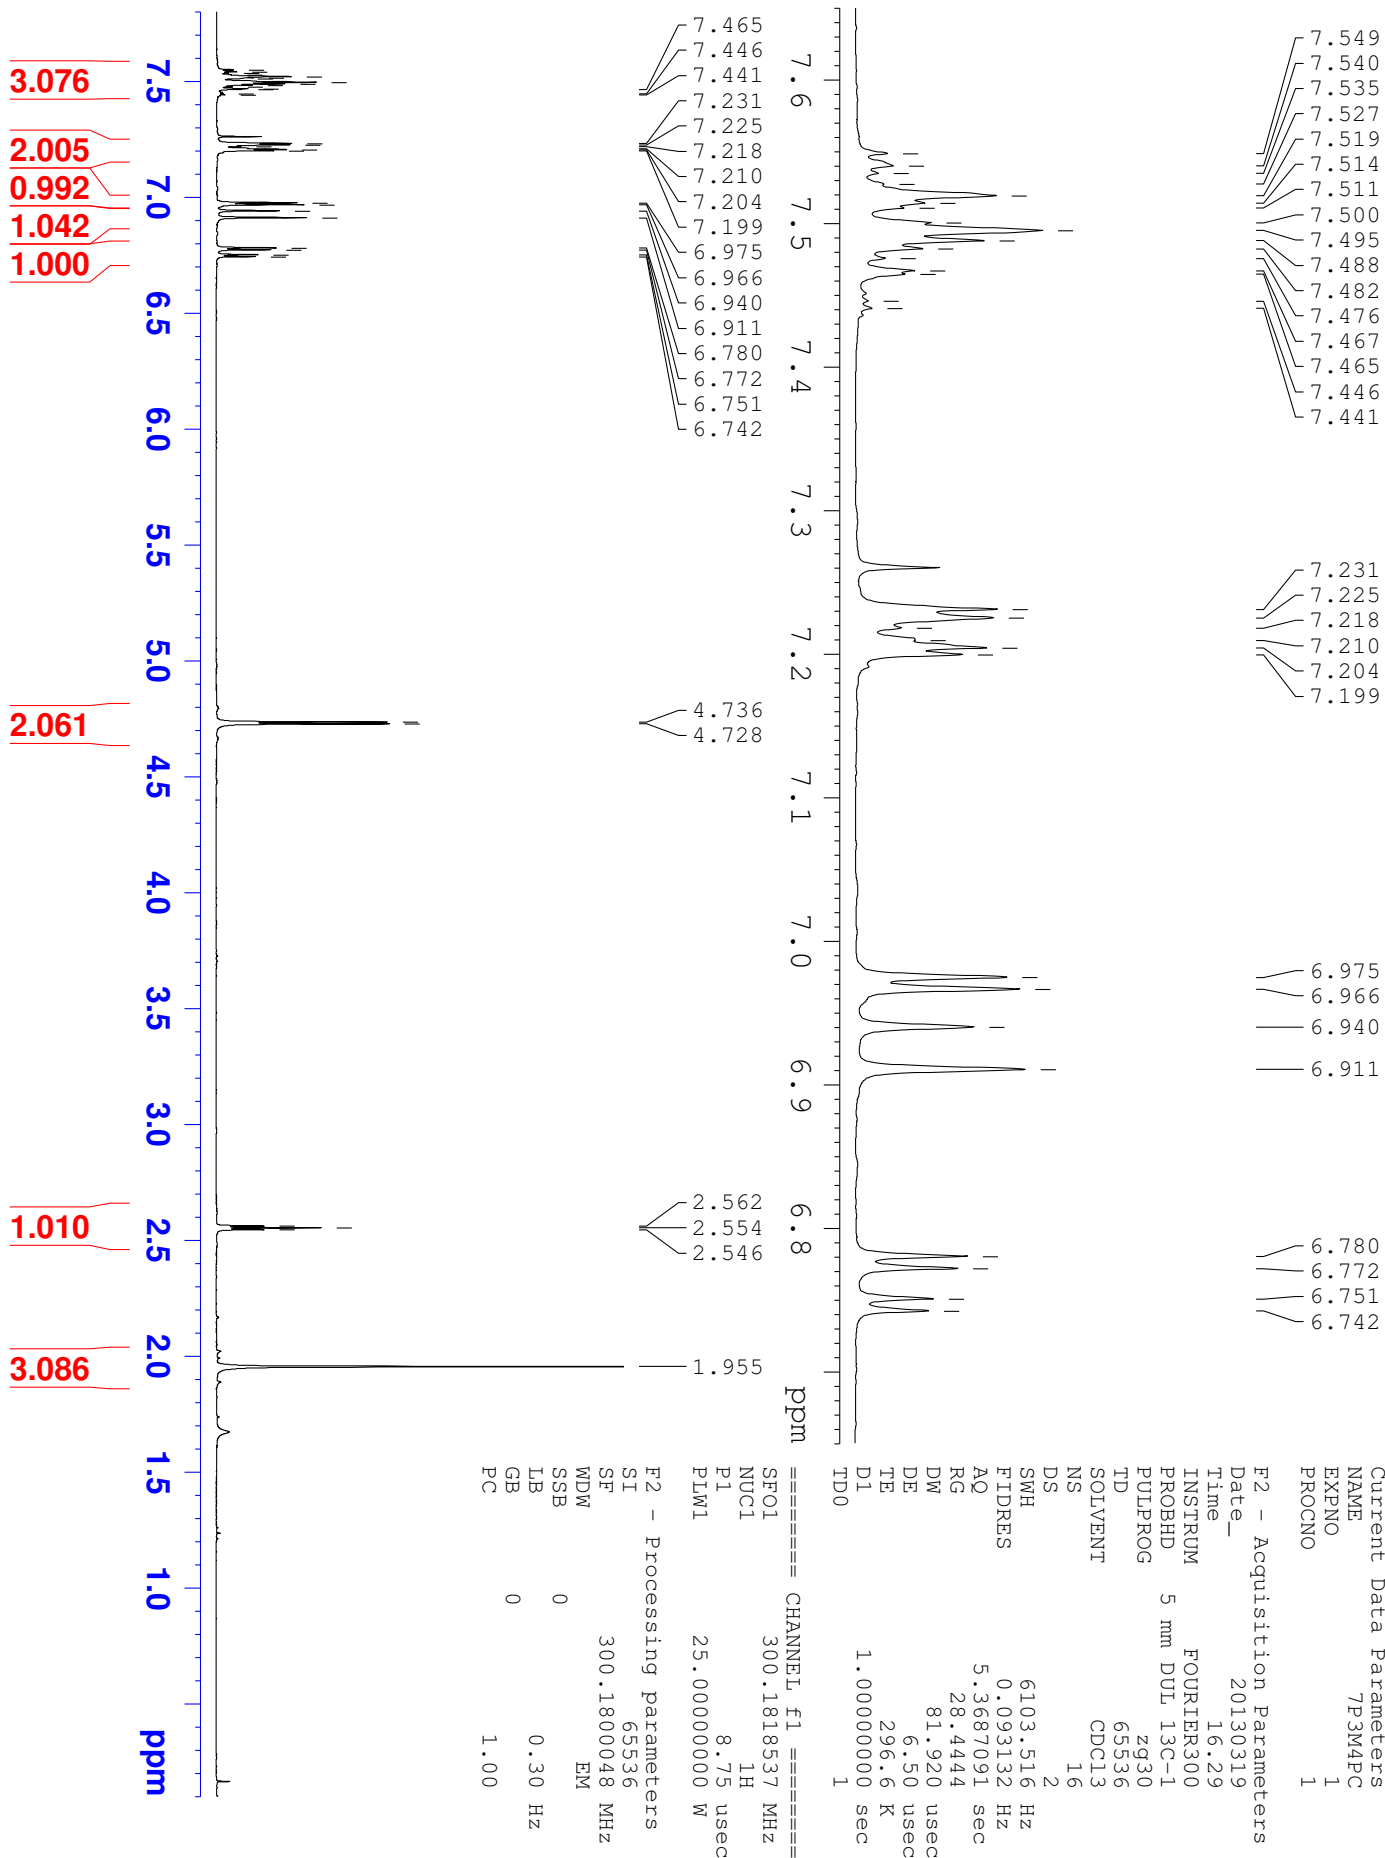 Current Data Parameters
NAME 7P3M4PC
EXPNO 1
PROCNO 1
F2 - Acquisition Parameters
Date_ 20130319
Time 16.29
INSTRUM FOURIER300
PROBHD 5 mm DUL 13C-1
PULPROG zg30
TD 65536
SOLVENT CDCl3
NS 16
DS 2
SWH 6103.516 Hz
FIDRES 0.093132 Hz
AQ 5.3687091 sec
RG 28.4444
DW 81.920 usec
DE 6.50 usec
TE 296.6 K
D1 1.00000000 sec
TD0 1
======== CHANNEL f1 ========
SFO1 300.1818537 MHz
NUC1 1H
P1 8.75 usec
PLW1 25.00000000 W
F2 - Processing parameters
SI 65536
SF 300.1800048 MHz
WDW EM
SSB 0
LB 0.30 Hz
GB 0
PC 1.00
7.549
7.540
7.535
7.527
7.519
7.514
7.511
7.500
7.495
7.488
7.482
7.476
7.467
7.465
7.446
7.441
7.231
7.225
7.218
7.210
7.204
7.199
6.975
6.966
6.940
6.911
6.780
6.772
6.751
6.742
7.6 7.5 7.4 7.3 7.2 7.1 7.0 6.9 6.8 ppm
7.465
7.446
7.441
7.231
7.225
7.218
7.210
7.204
7.199
6.975
6.966
6.940
6.911
6.780
6.772
6.751
6.742
4.736
4.728
2.562
2.554
2.546
1.955
7.5 7.0 6.5 6.0 5.5 5.0 4.5 4.0 3.5 3.0 2.5 2.0 1.5 1.0 ppm
3.076
2.005
0.992
1.042
1.000
2.061
1.010
3.086